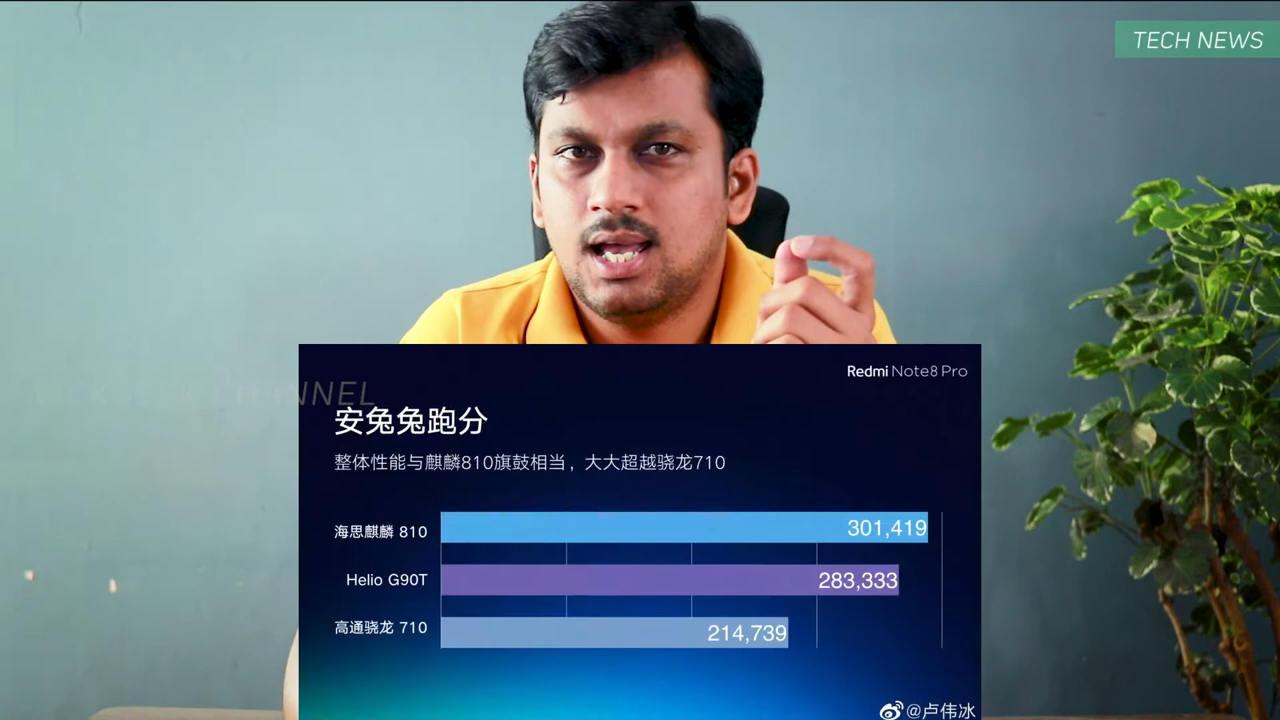 TECH NEWS
Redmi Note8 Pro
NNEL
安兔兔跑分
整体性能与麒麟810旗鼓相当，大大超越骁龙710
海思麒麟 810
301,419
Helio G90T
283,333
高通骁龙 710
214,739
@卢伟冰